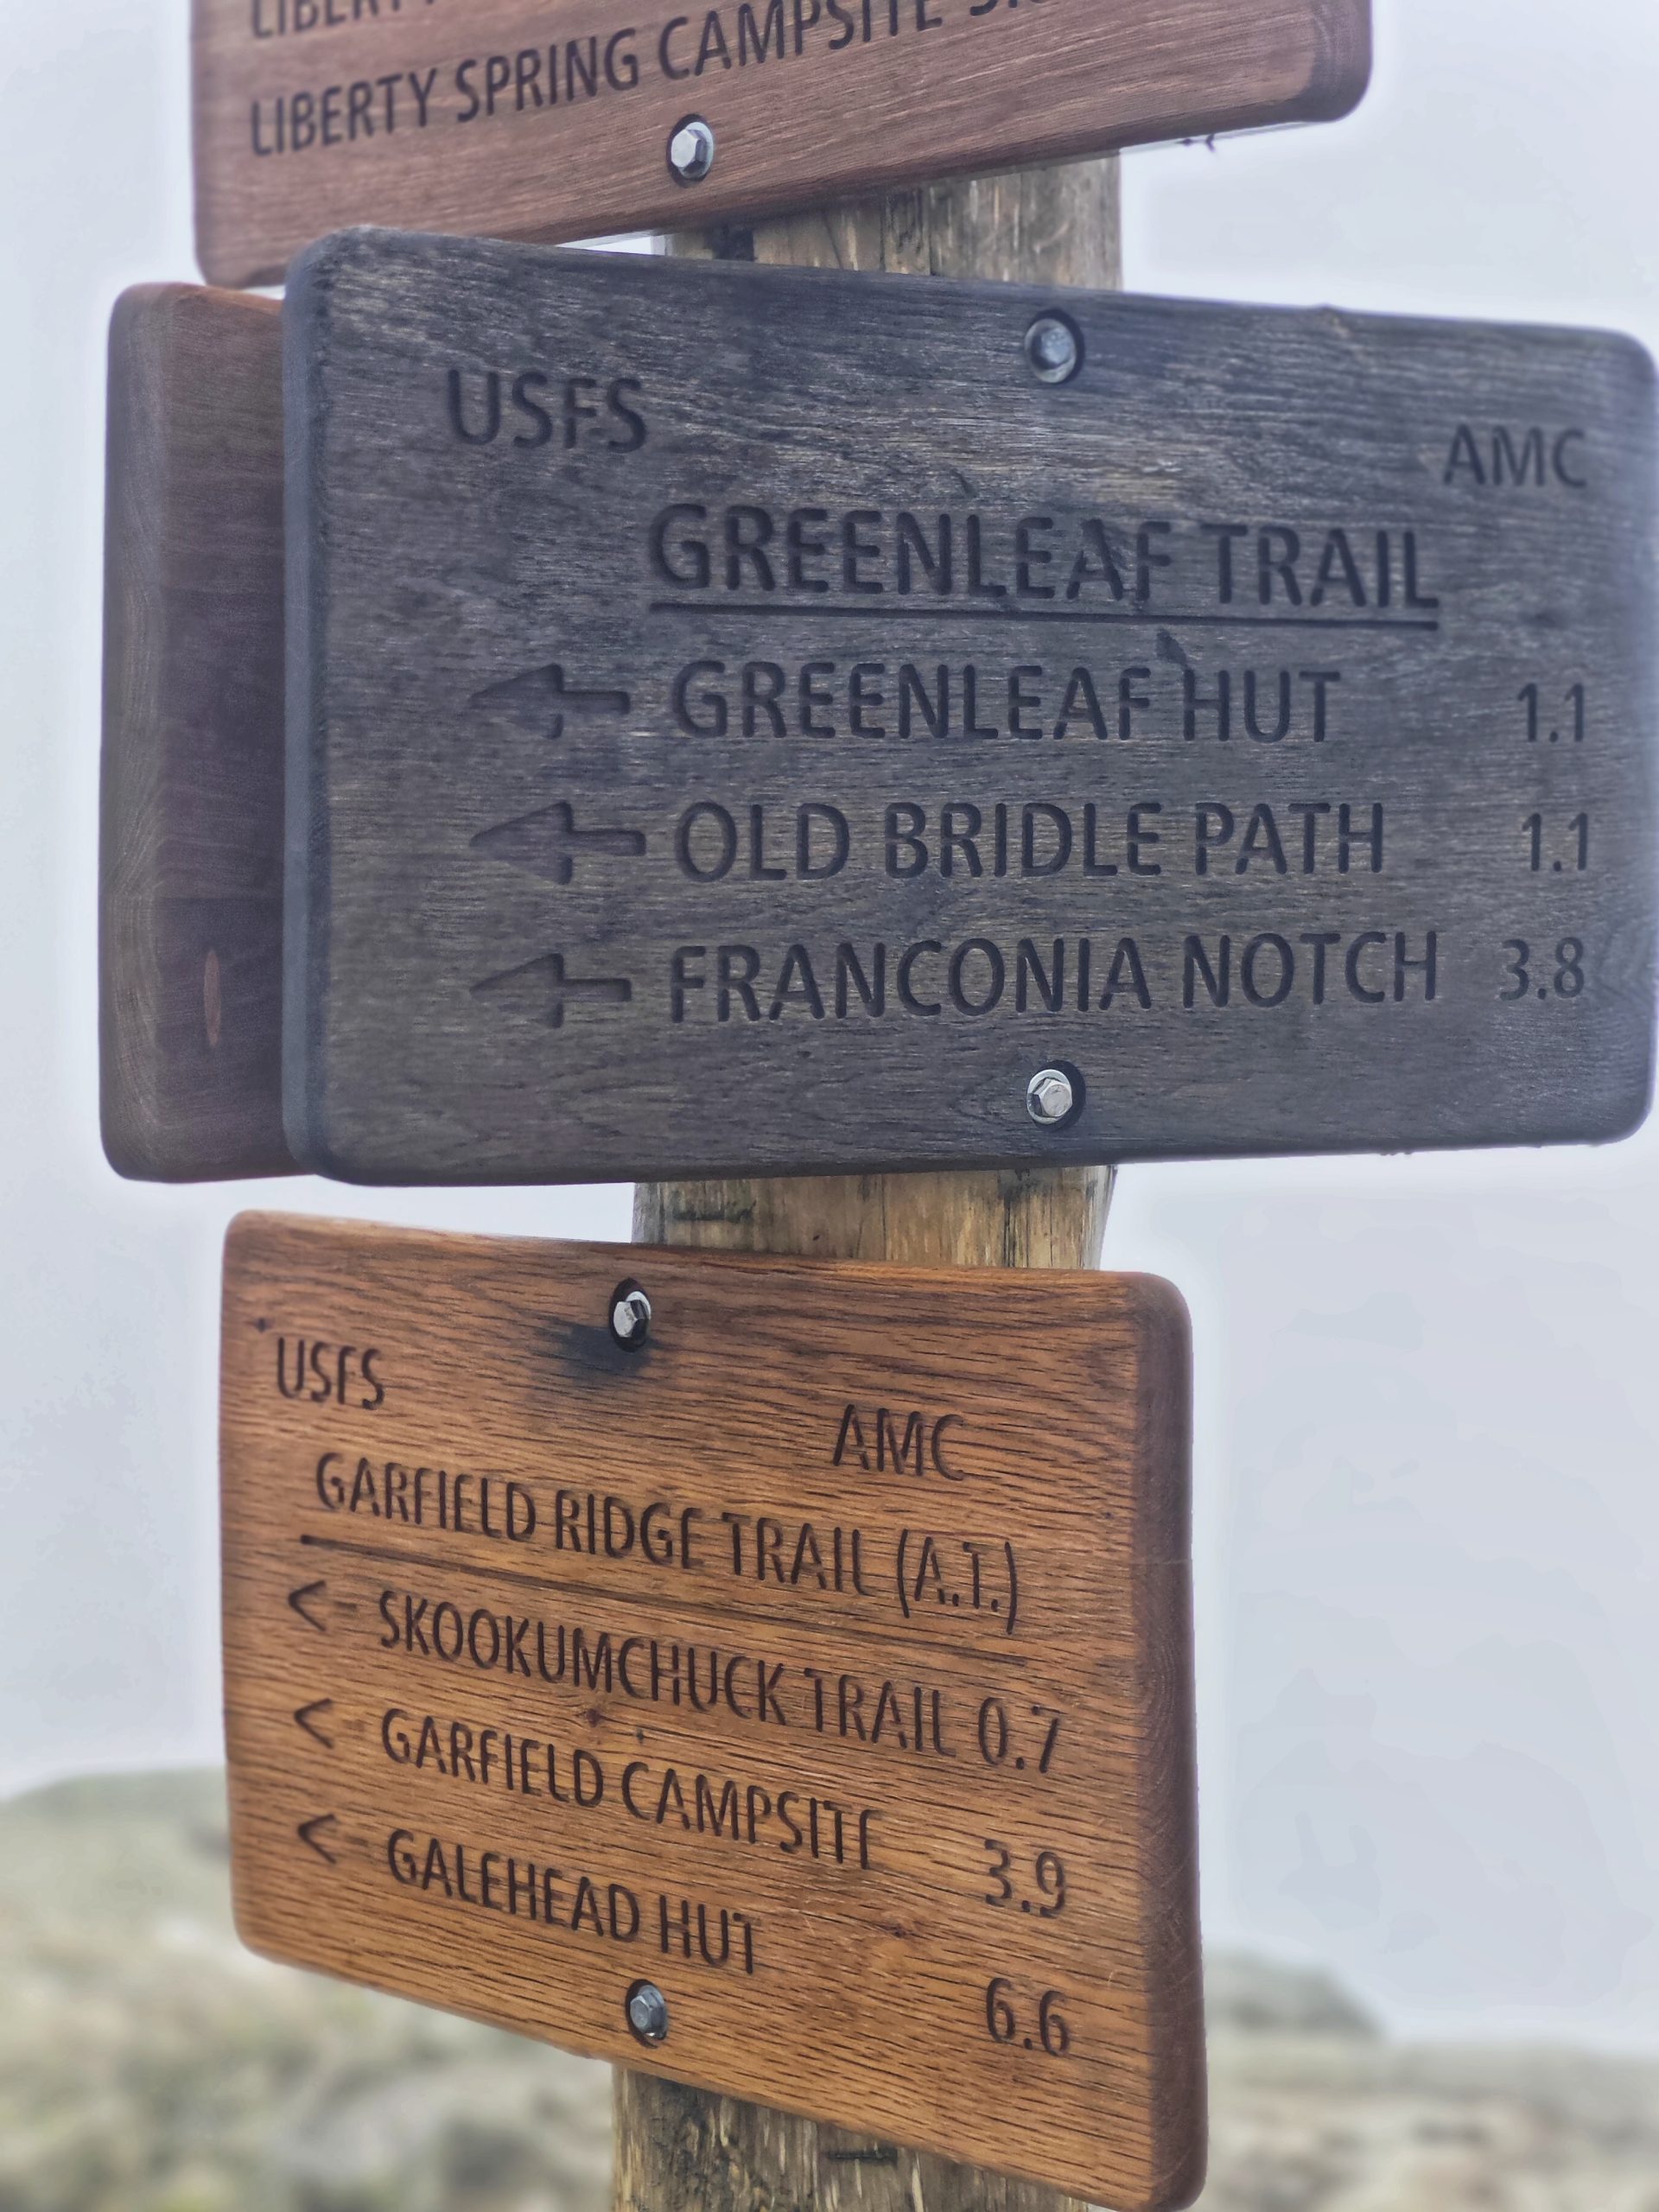 LIBERTY SPRING CAMPSITE
USFS AMC
GREENLEAF TRAIL
← GREENLEAF HUT 1.1
← OLD BRIDLE PATH 1.1
← FRANCONIA NOTCH 3.8
USFS AMC
GARFIELD RIDGE TRAIL (A.T.)
<- SKOOKUMCHUCK TRAIL 0.7
<- GARFIELD CAMPSITE 3.9
<- GALEHEAD HUT 6.6